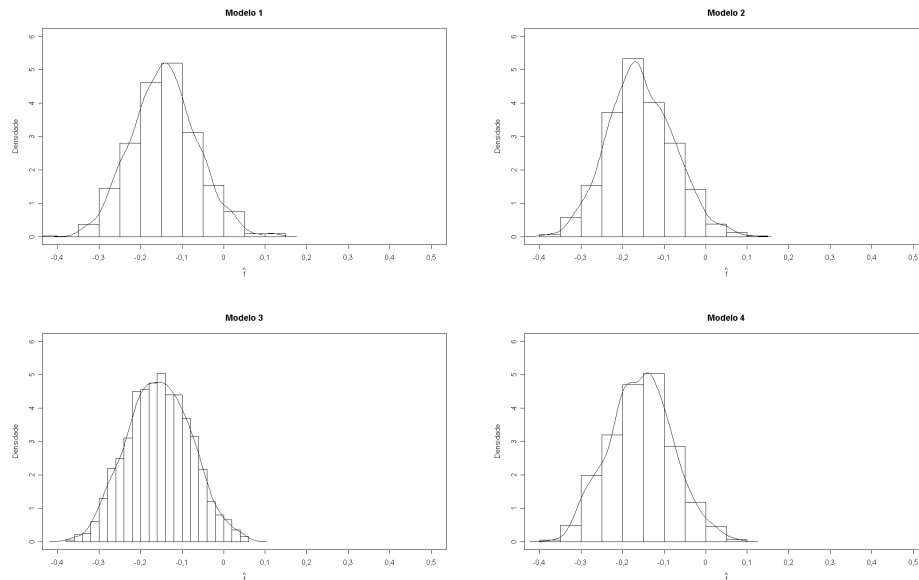 Modelo 1
Densidade
0 1 2 3 4 5 6
-0,4 -0,3 -0,2 -0,1 0 0,1 0,2 0,3 0,4 0,5
f̂
Modelo 2
Densidade
0 1 2 3 4 5 6
-0,4 -0,3 -0,2 -0,1 0 0,1 0,2 0,3 0,4 0,5
f̂
Modelo 3
Densidade
0 1 2 3 4 5 6
-0,4 -0,3 -0,2 -0,1 0 0,1 0,2 0,3 0,4 0,5
f̂
Modelo 4
Densidade
0 1 2 3 4 5 6
-0,4 -0,3 -0,2 -0,1 0 0,1 0,2 0,3 0,4 0,5
f̂